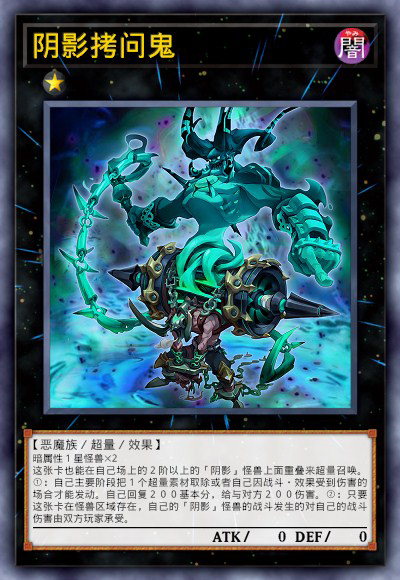 阴影拷问鬼
やみ
闇
【恶魔族/超量/效果】
暗属性1星怪兽×2
这张卡也能在自己场上的2阶以上的「阴影」怪兽上面重叠来超量召唤。
①：自己主要阶段把1个超量素材取除或者自己因战斗·效果受到伤害的
场合才能发动。自己回复200基本分，给与对方200伤害。②：只要
这张卡在怪兽区域存在，自己的「阴影」怪兽的战斗发生的对自己的战斗
伤害由双方玩家承受。
ATK/ 0 DEF/ 0